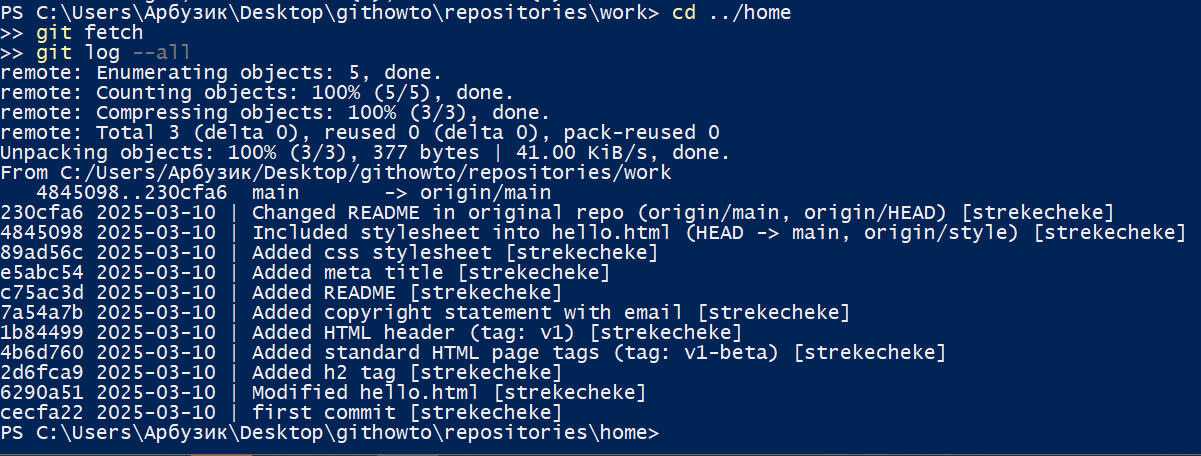 PS C:\Users\Арбузик\Desktop\githowto\repositories\work> cd ../home
>> git fetch
>> git log --all
remote: Enumerating objects: 5, done.
remote: Counting objects: 100% (5/5), done.
remote: Compressing objects: 100% (3/3), done.
remote: Total 3 (delta 0), reused 0 (delta 0), pack-reused 0
Unpacking objects: 100% (3/3), 377 bytes | 41.00 KiB/s, done.
From C:/Users/Арбузик/Desktop/githowto/repositories/work
   4845098..230cfa6  main       -> origin/main
230cfa6 2025-03-10 | Changed README in original repo (origin/main, origin/HEAD) [strekecheke]
4845098 2025-03-10 | Included stylesheet into hello.html (HEAD -> main, origin/style) [strekecheke]
89ad56c 2025-03-10 | Added css stylesheet [strekecheke]
e5abc54 2025-03-10 | Added meta title [strekecheke]
c75ac3d 2025-03-10 | Added README [strekecheke]
7a54a7b 2025-03-10 | Added copyright statement with email [strekecheke]
1b84499 2025-03-10 | Added HTML header (tag: v1) [strekecheke]
4b6d760 2025-03-10 | Added standard HTML page tags (tag: v1-beta) [strekecheke]
2d6fca9 2025-03-10 | Added h2 tag [strekecheke]
6290a51 2025-03-10 | Modified hello.html [strekecheke]
cecfa22 2025-03-10 | first commit [strekecheke]
PS C:\Users\Арбузик\Desktop\githowto\repositories\home>